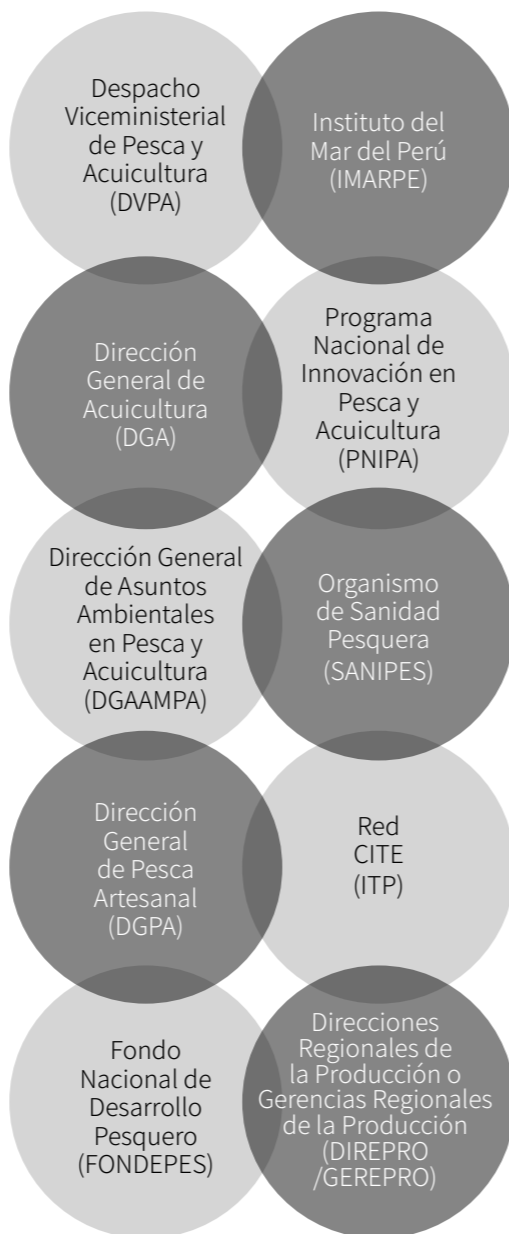 Despacho
Viceministerial
de Pesca y
Acuicultura
(DVPA)
Instituto del
Mar del Perú
(IMARPE)
Dirección
General de
Acuicultura
(DGA)
Programa
Nacional de
Innovación en
Pesca y
Acuicultura
(PNIPA)
Dirección General
de Asuntos
Ambientales
en Pesca y
Acuicultura
(DGAAMPA)
Organismo
de Sanidad
Pesquera
(SANIPES)
Dirección
General
de Pesca
Artesanal
(DGPA)
Red
CITE
(ITP)
Fondo
Nacional de
Desarrollo
Pesquero
(FONDEPES)
Direcciones
Regionales de
la Producción o
Gerencias Regionales
de la Producción
(DIREPRO
/GEREPRO)